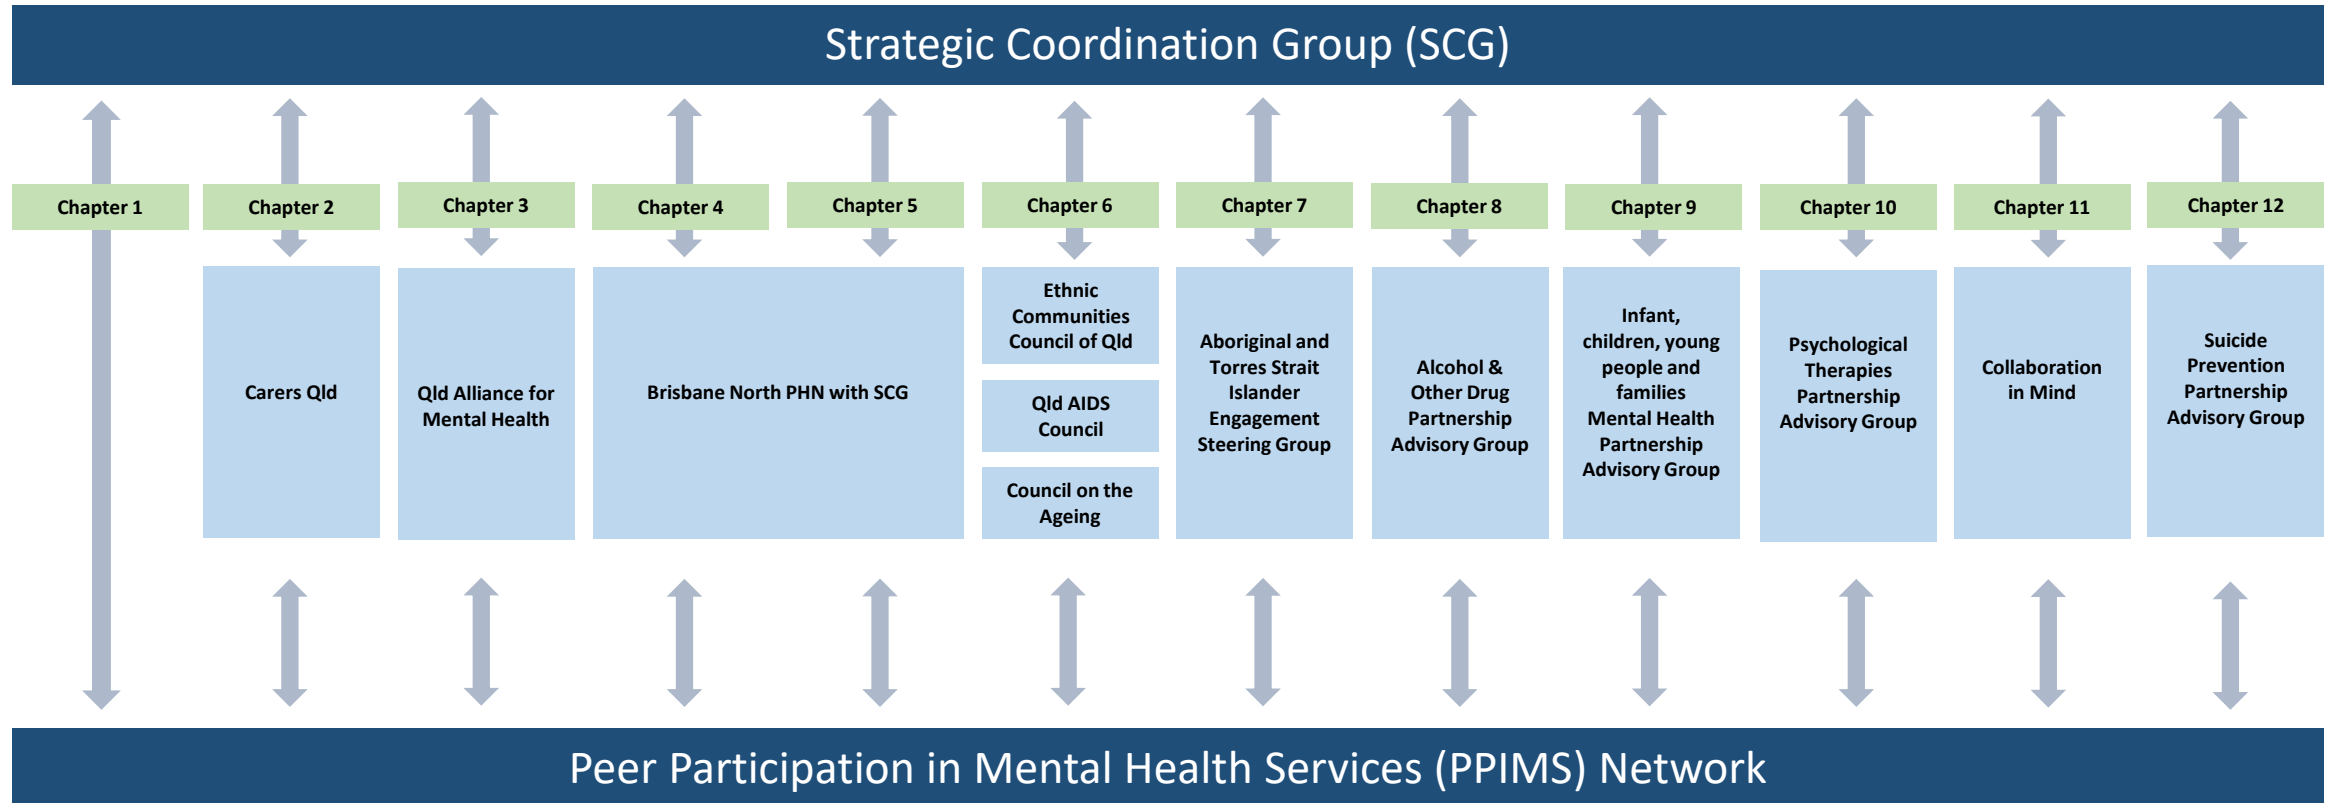 Strategic Coordination Group (SCG)
Chapter 1
Chapter 2
Chapter 3
Chapter 4
Chapter 5
Chapter 6
Chapter 7
Chapter 8
Chapter 9
Chapter 10
Chapter 11
Chapter 12
Carers Qld
Qld Alliance for
Mental Health
Brisbane North PHN with SCG
Ethnic
Communities
Council of Qld
Qld AIDS
Council
Council on the
Ageing
Aboriginal and
Torres Strait
Islander
Engagement
Steering Group
Alcohol &
Other Drug
Partnership
Advisory Group
Infant,
children, young
people and
families
Mental Health
Partnership
Advisory Group
Psychological
Therapies
Partnership
Advisory Group
Collaboration
in Mind
Suicide
Prevention
Partnership
Advisory Group
Peer Participation in Mental Health Services (PPIMS) Network